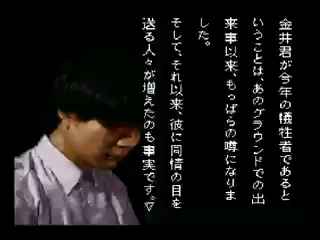 金井君が今年の犠牲者であると
いうことは、あのグラウンドでの出
来事以来、もっぱらの噂になりま
した。
そして、それ以来、彼に同情の目を
送る人々が増えたのも事実です。▽